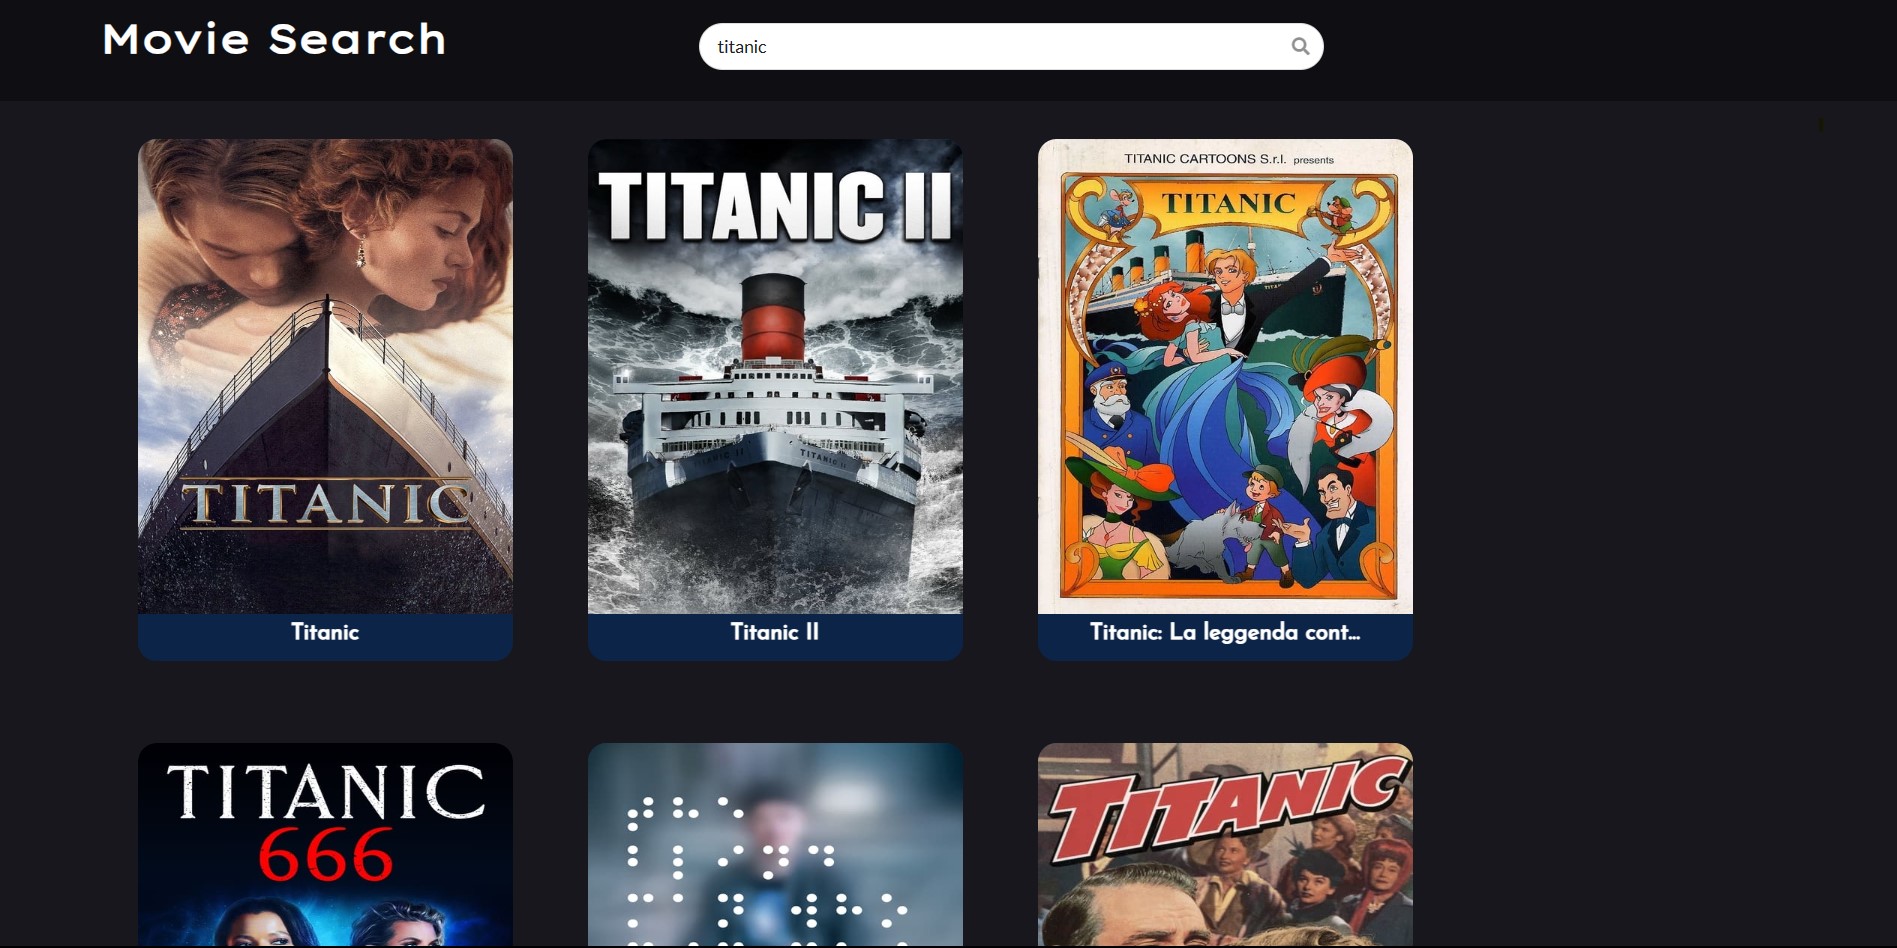 Movie Search
titanic
TITANIC
Titanic
TITANIC II
TITANIC II
TITANIC II
Titanic II
TITANIC CARTOONS S.r.l. presents
TITANIC
Titanic: La leggenda cont...
TITANIC
666
TITANIC